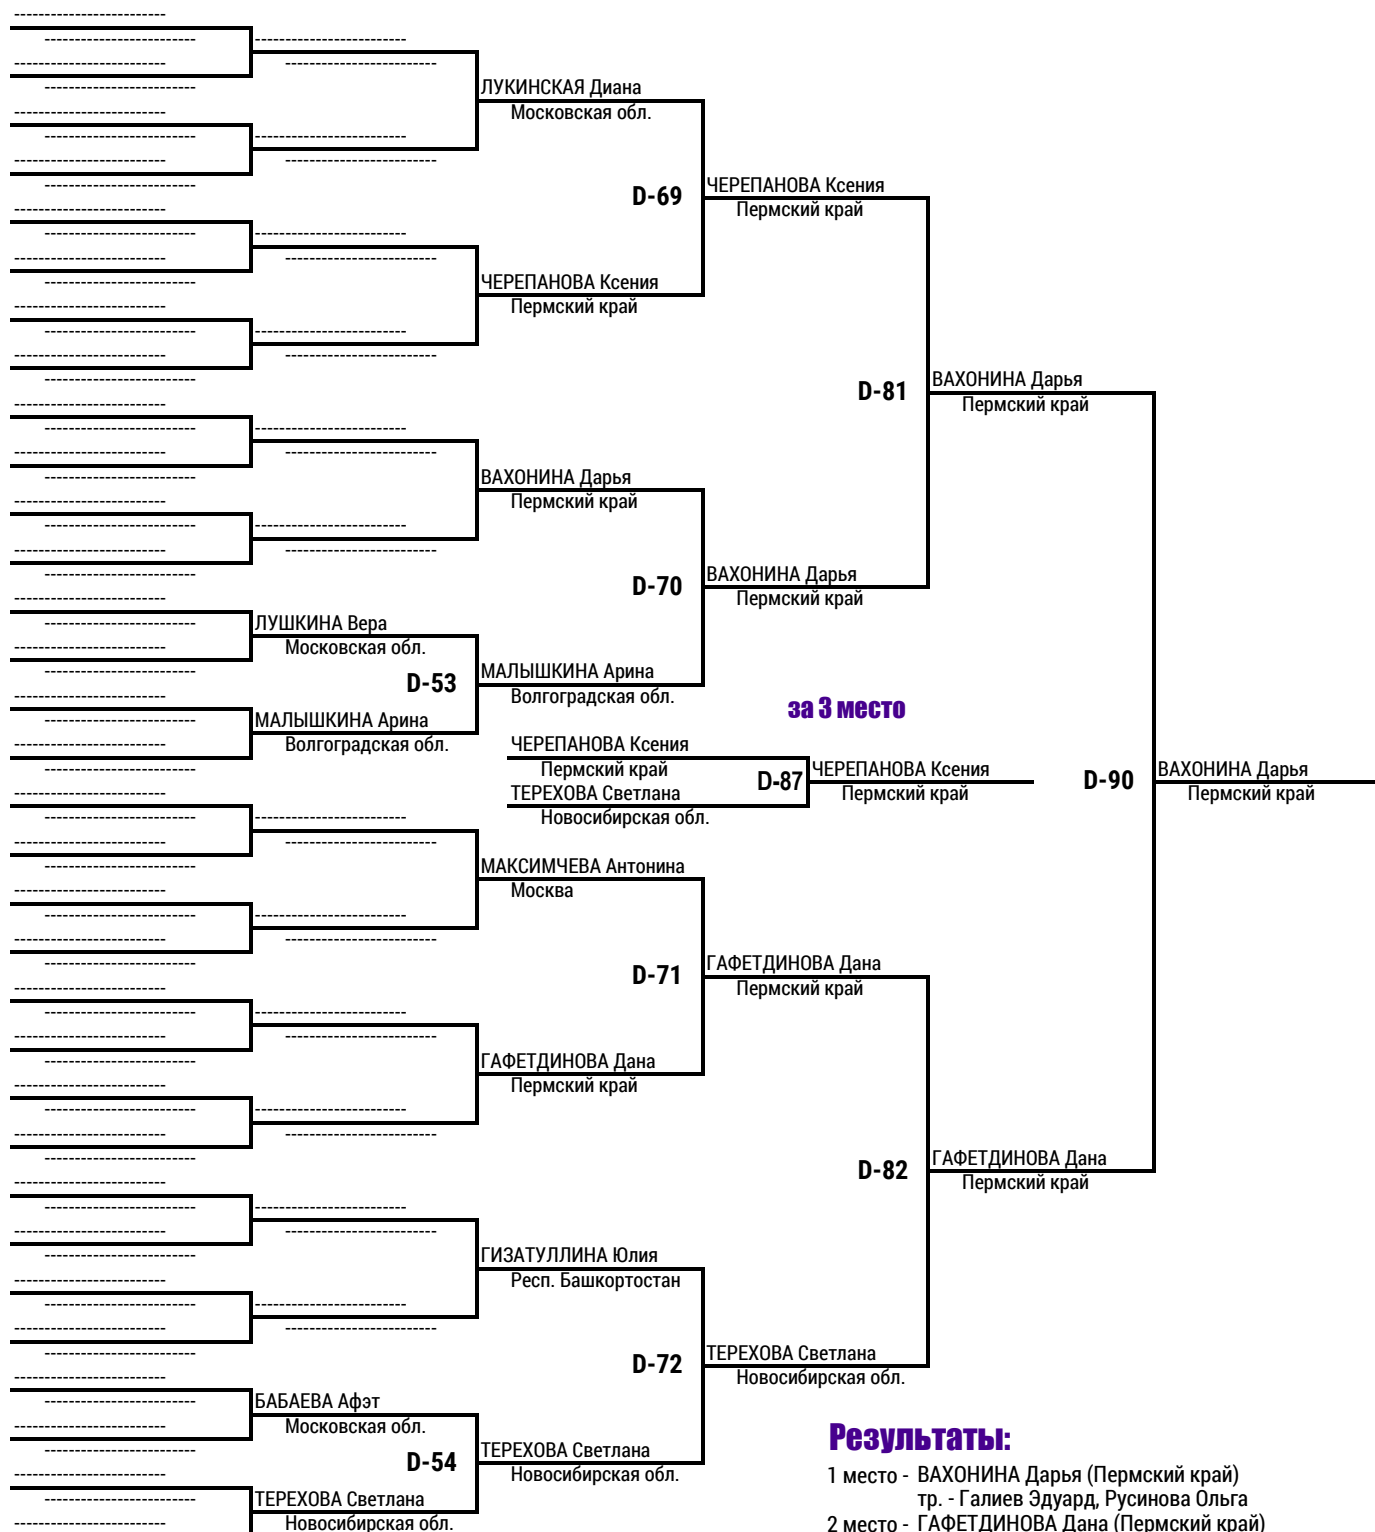 ЛУКИНСКАЯ Диана
Московская обл.
D-69
ЧЕРЕПАНОВА Ксения
Пермский край
ЧЕРЕПАНОВА Ксения
Пермский край
D-81
ВАХОНИНА Дарья
Пермский край
ВАХОНИНА Дарья
Пермский край
D-70
ВАХОНИНА Дарья
Пермский край
ЛУШКИНА Вера
Московская обл.
D-53
МАЛЫШКИНА Арина
Волгоградская обл.
МАЛЫШКИНА Арина
Волгоградская обл.
за 3 место
ЧЕРЕПАНОВА Ксения
Пермский край
ТЕРЕХОВА Светлана
Новосибирская обл.
D-87
ЧЕРЕПАНОВА Ксения
Пермский край
D-90
ВАХОНИНА Дарья
Пермский край
МАКСИМЧЕВА Антонина
Москва
D-71
ГАФЕТДИНОВА Дана
Пермский край
ГАФЕТДИНОВА Дана
Пермский край
D-82
ГАФЕТДИНОВА Дана
Пермский край
ГИЗАТУЛЛИНА Юлия
Респ. Башкортостан
D-72
ТЕРЕХОВА Светлана
Новосибирская обл.
БАБАЕВА Афэт
Московская обл.
D-54
ТЕРЕХОВА Светлана
Новосибирская обл.
ТЕРЕХОВА Светлана
Новосибирская обл.
Результаты:
1 место - ВАХОНИНА Дарья (Пермский край)
тр. - Галиев Эдуард, Русинова Ольга
2 место - ГАФЕТДИНОВА Дана (Пермский край)